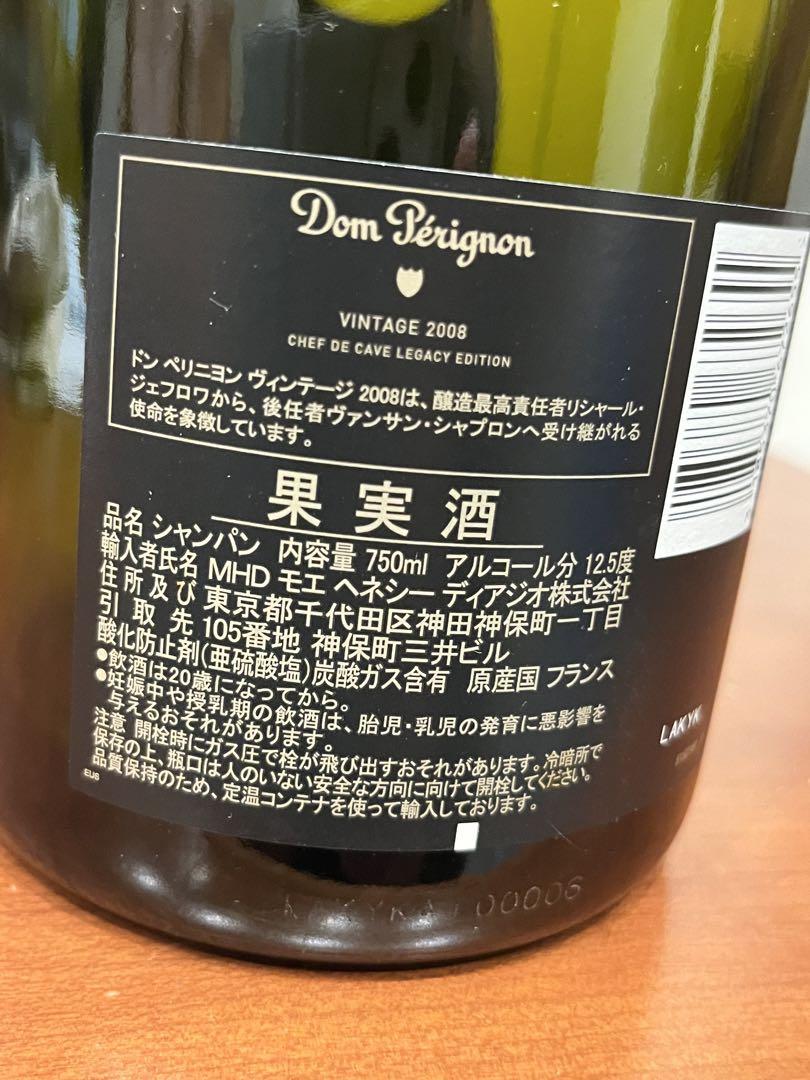 Dom Pérignon
VINTAGE 2008
CHEF DE CAVE LEGACY EDITION
ドン ペリニヨン ヴィンテージ 2008は、醸造最高責任者リシャール・
ジェフロワから、後任者ヴァンサン・シャプロンへ受け継がれる
使命を象徴しています。
果実酒
品名 シャンパン 内容量 750ml アルコール分 12.5度
輸入者氏名 MHD モエ ヘネシー ディアジオ株式会社
住所及び 東京都千代田区神田神保町一丁目
引取先 105番地 神保町三井ビル
酸化防止剤(亜硫酸塩)炭酸ガス含有 原産国 フランス
●飲酒は20歳になってから。
●妊娠中や授乳期の飲酒は、胎児・乳児の発育に悪影響を
与えるおそれがあります。
注意 開栓時にガス圧で栓が飛び出すおそれがあります。冷暗所で
保存の上、瓶口は人のいない安全な方向に向けて開栓してください。
品質保持のため、定温コンテナを使って輸入しております。
EUS
LAKYK
00006